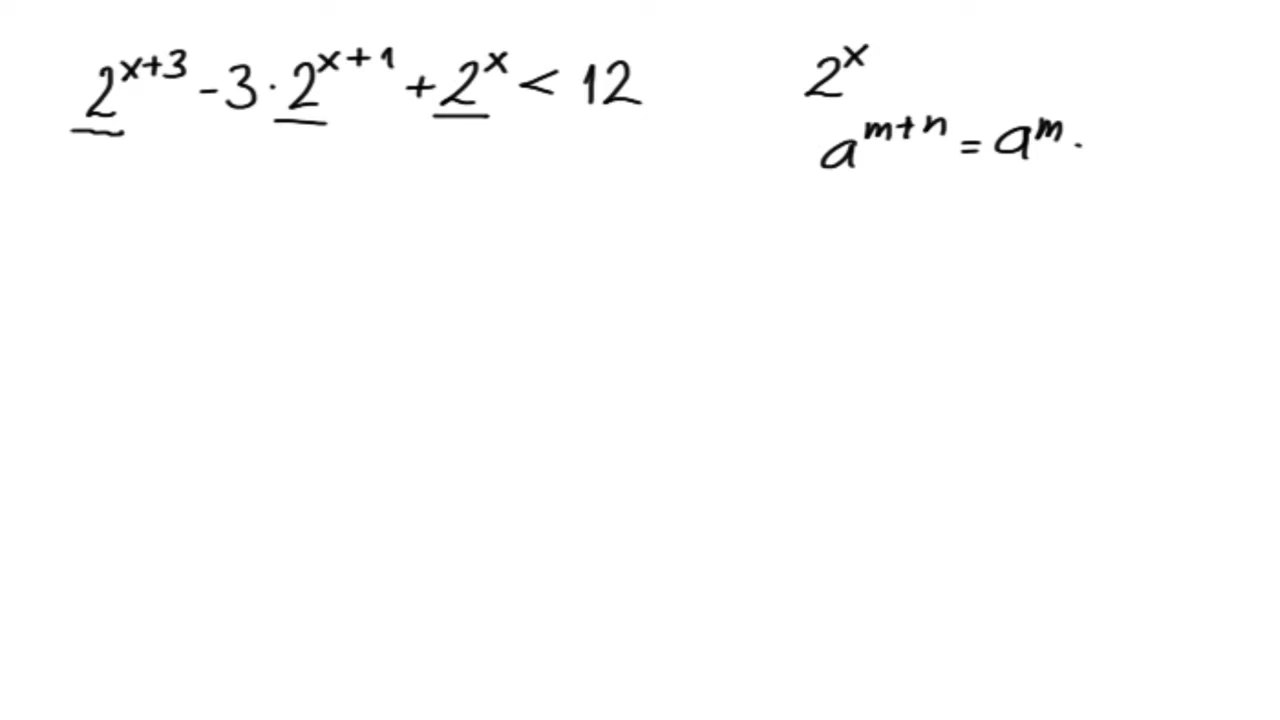 2^{x+3} - 3 · 2^{x+1} + 2^x < 12
2^x
a^{m+n} = a^m ·